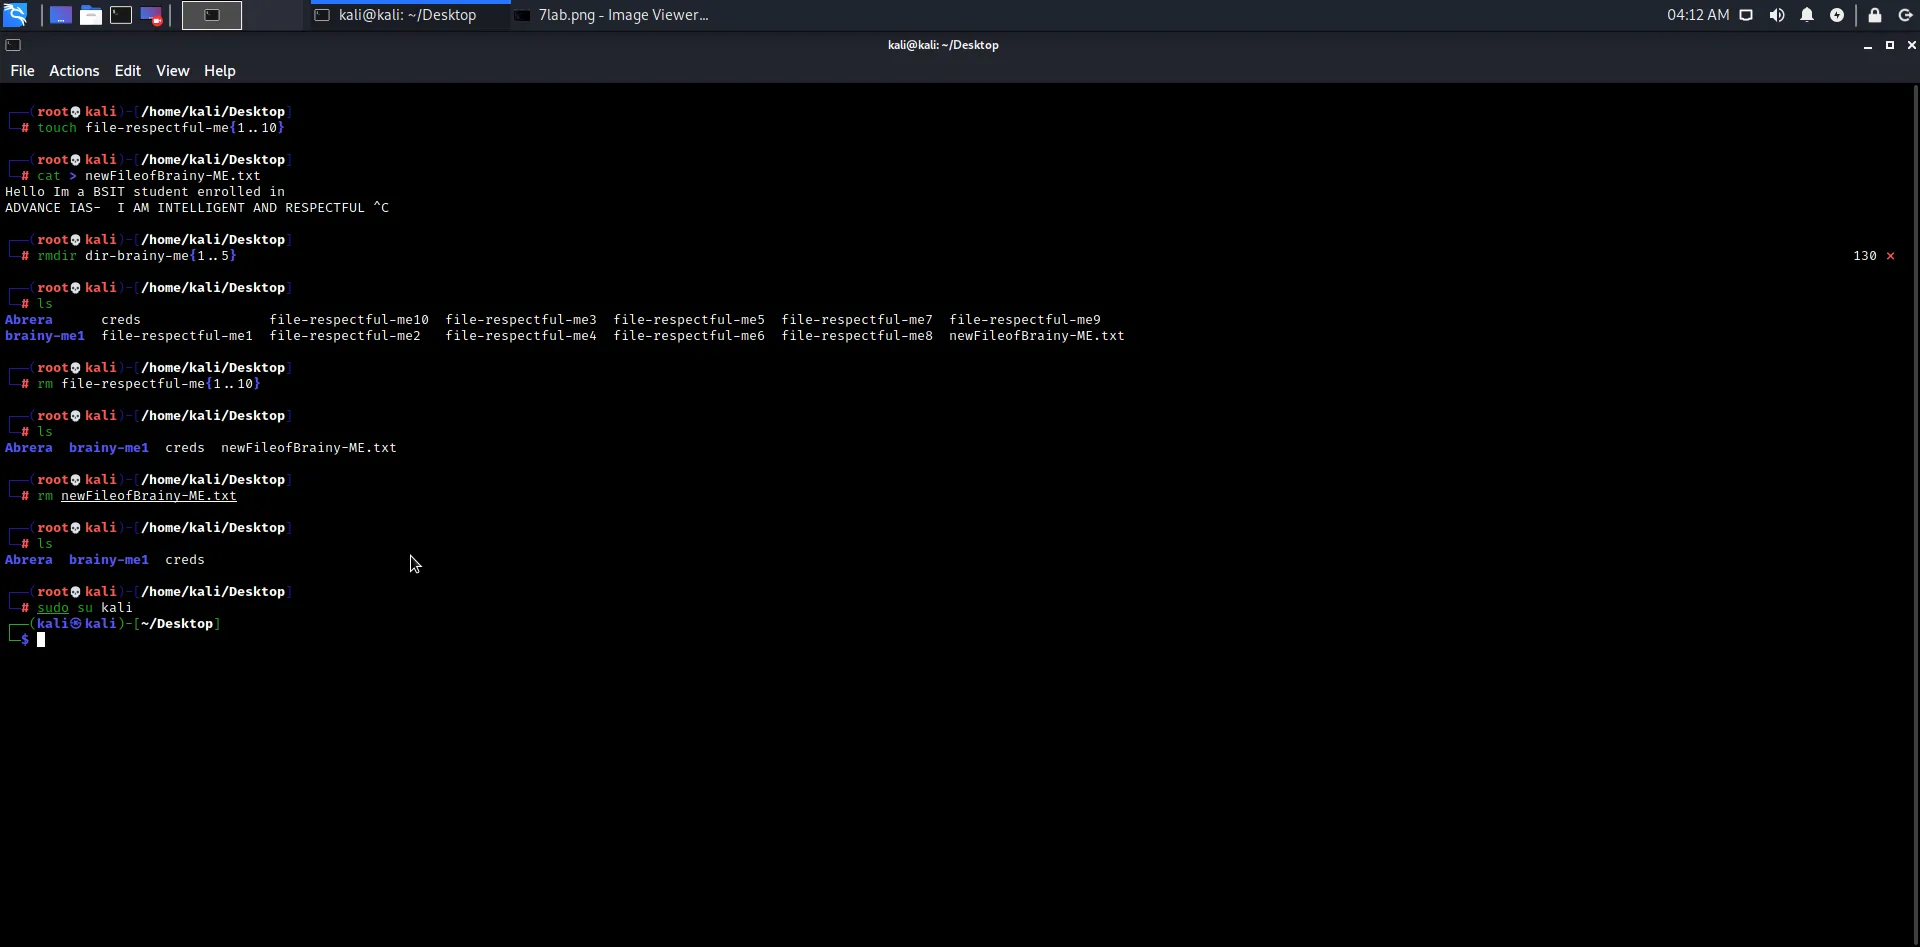 kali@kali: ~/Desktop
7lab.png - Image Viewer...
04:12 AM
kali@kali: ~/Desktop
File Actions Edit View Help
(root💀kali)-[/home/kali/Desktop]
# touch file-respectful-me{1..10}
(root💀kali)-[/home/kali/Desktop]
# cat > newFileofBrainy-ME.txt
Hello Im a BSIT student enrolled in
ADVANCE IAS-  I AM INTELLIGENT AND RESPECTFUL ^C
(root💀kali)-[/home/kali/Desktop]
# rmdir dir-brainy-me{1..5} 130 ⨯
(root💀kali)-[/home/kali/Desktop]
# ls
Abrera creds file-respectful-me10 file-respectful-me3 file-respectful-me5 file-respectful-me7 file-respectful-me9
brainy-me1 file-respectful-me1 file-respectful-me2 file-respectful-me4 file-respectful-me6 file-respectful-me8 newFileofBrainy-ME.txt
(root💀kali)-[/home/kali/Desktop]
# rm file-respectful-me{1..10}
(root💀kali)-[/home/kali/Desktop]
# ls
Abrera brainy-me1 creds newFileofBrainy-ME.txt
(root💀kali)-[/home/kali/Desktop]
# rm newFileofBrainy-ME.txt
(root💀kali)-[/home/kali/Desktop]
# ls
Abrera brainy-me1 creds
(root💀kali)-[/home/kali/Desktop]
# sudo su kali
(kali㉿kali)-[~/Desktop]
$